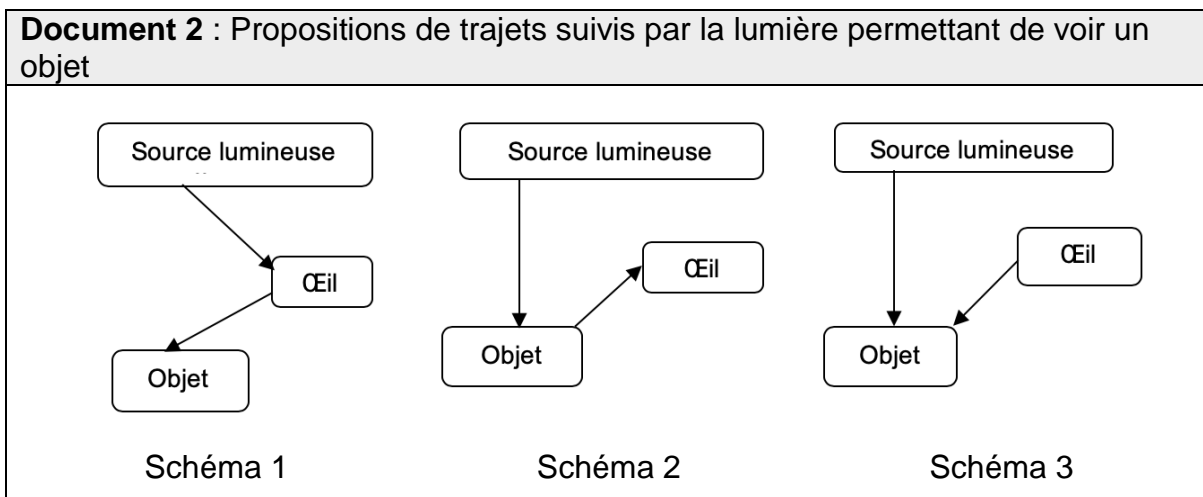 Document 2 : Propositions de trajets suivis par la lumière permettant de voir un
objet
Source lumineuse
Œil
Objet
Schéma 1
Source lumineuse
Œil
Objet
Schéma 2
Source lumineuse
Œil
Objet
Schéma 3